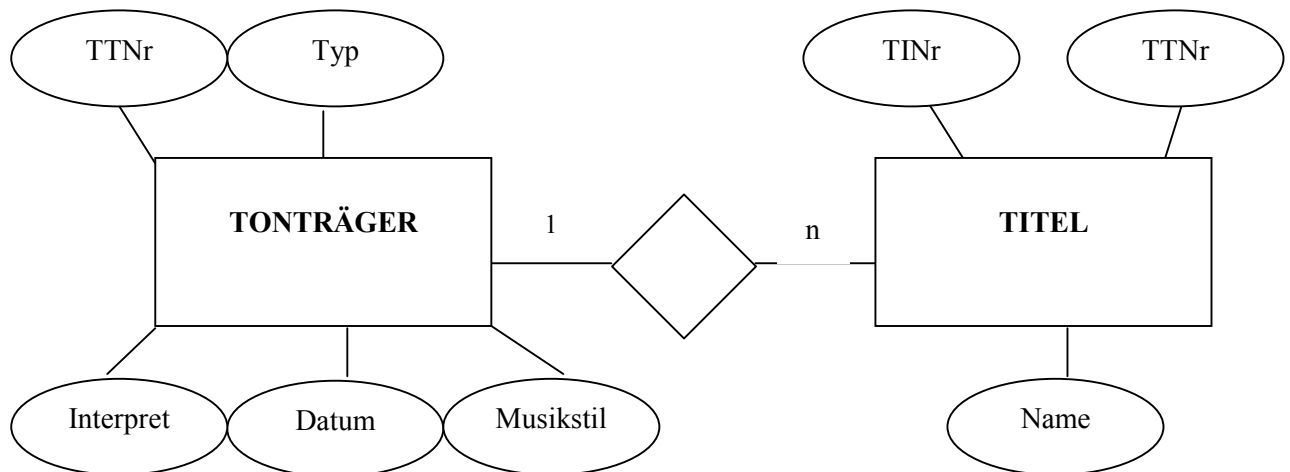 TTNr
Typ
TINr
TTNr
TONTRÄGER
1
n
TITEL
Interpret
Datum
Musikstil
Name